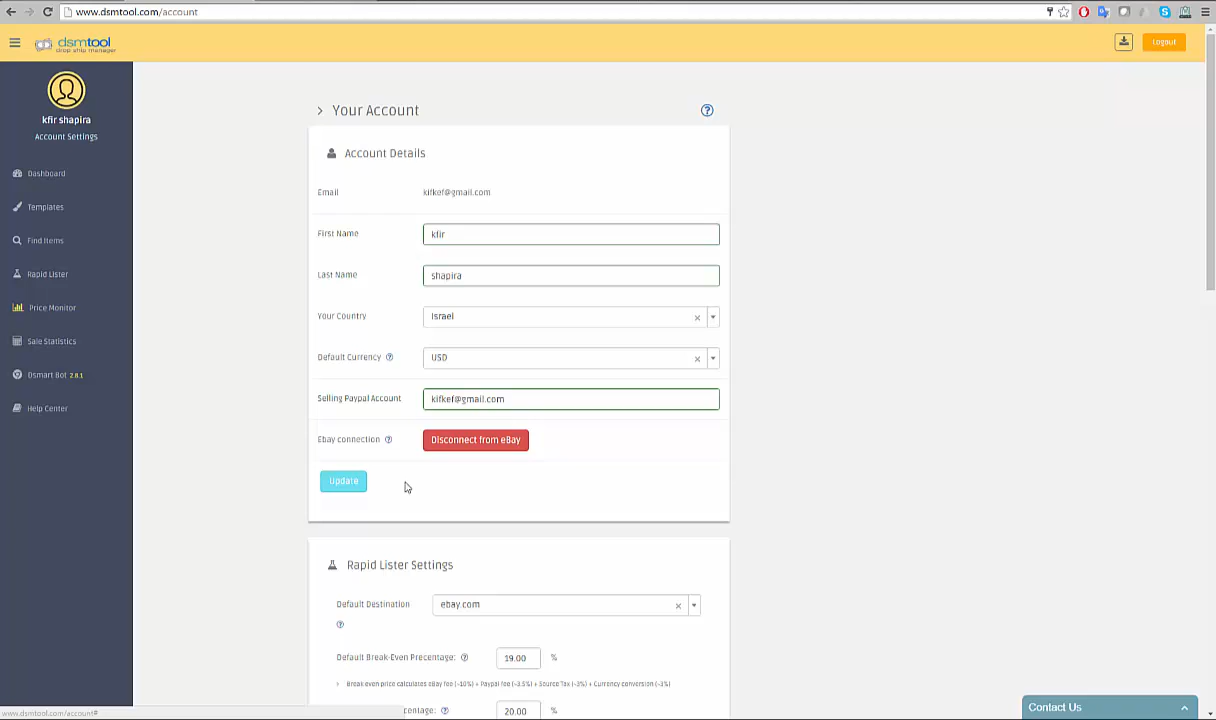 www.dsmtool.com/account
dsmtool
drop ship manager
Logout
kfir shapira
Account Settings
Dashboard
Templates
Find Items
Rapid Lister
Price Monitor
Sale Statistics
Dsmart Bot 2.8.1
Help Center
Your Account
Account Details
Email kifkef@gmail.com
First Name kfir
Last Name shapira
Your Country Israel
Default Currency USD
Selling Paypal Account kifkef@gmail.com
Ebay connection Disconnect from eBay
Update
Rapid Lister Settings
Default Destination ebay.com
Default Break-Even Precentage: 19.00 %
Break even price calculates eBay fee (~10%) + Paypal fee (~3.5%) + Source Tax (~3%) + Currency conversion (~3%)
centage: 20.00 %
Contact Us
www.dsmtool.com/account#